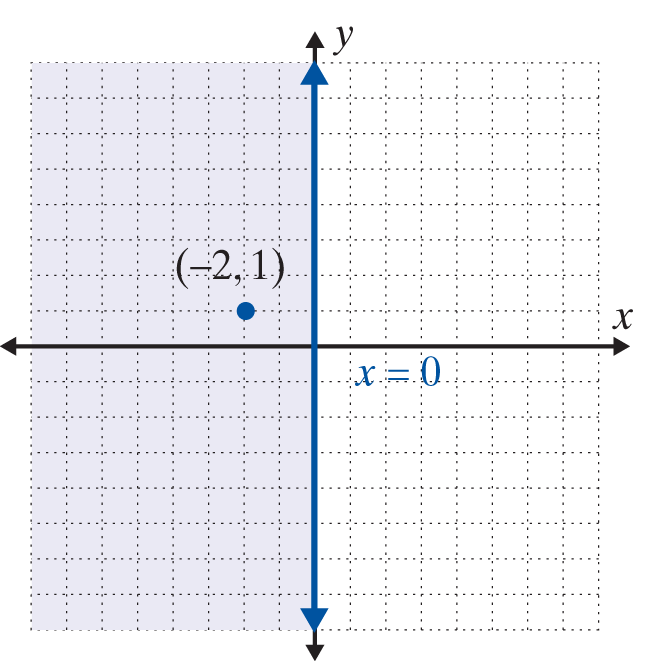 y
(−2, 1)
x
x = 0